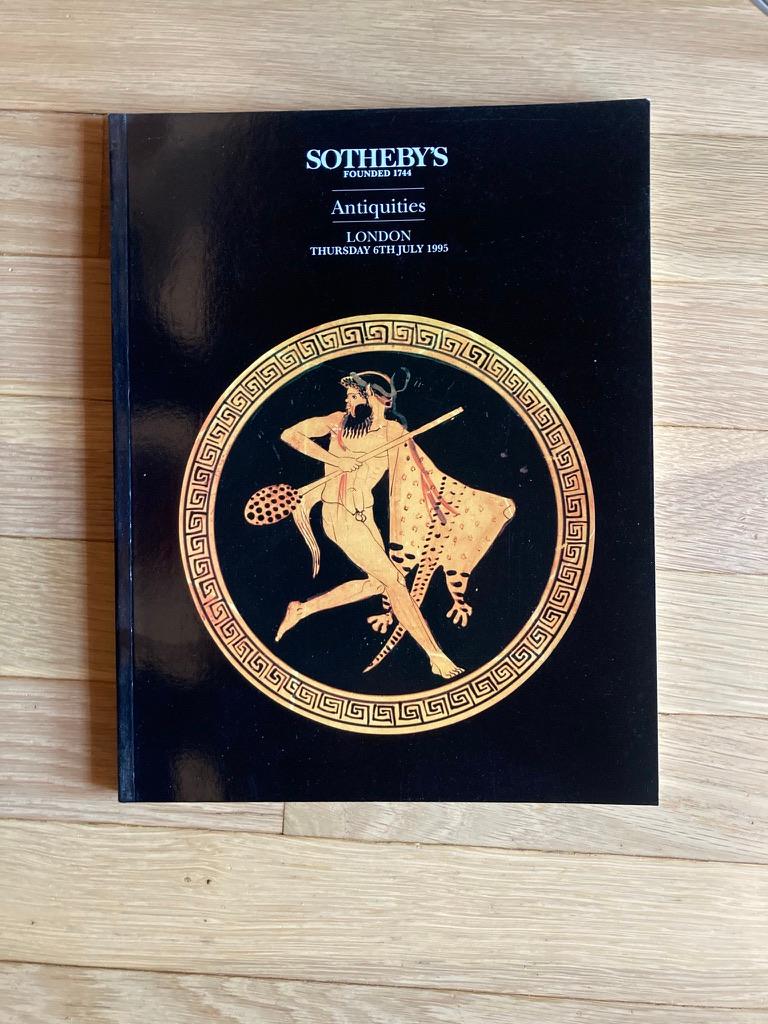 SOTHEBY'S
FOUNDED 1744
Antiquities
LONDON
THURSDAY 6TH JULY 1995